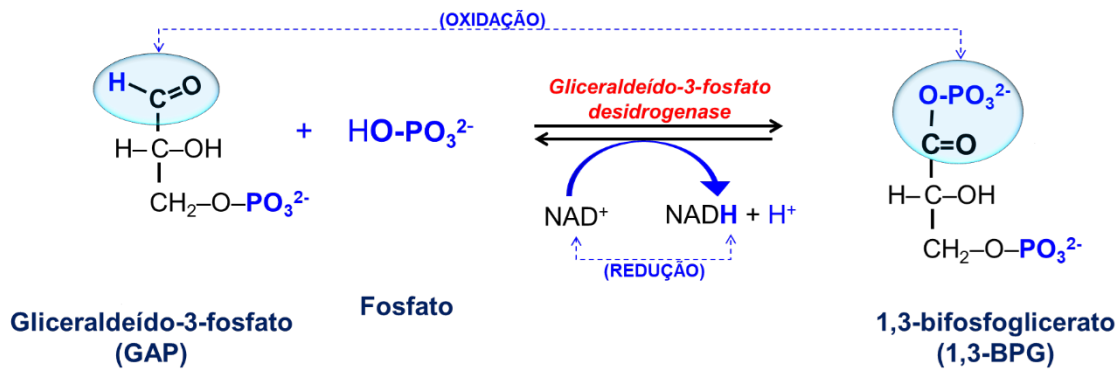 (OXIDAÇÃO)
H
C=O
H–C–OH
CH₂–O–PO₃²⁻
+
HO-PO₃²⁻
Gliceraldeído-3-fosfato
desidrogenase
NAD⁺
NADH + H⁺
(REDUÇÃO)
O-PO₃²⁻
C=O
H–C–OH
CH₂–O–PO₃²⁻
Gliceraldeído-3-fosfato
(GAP)
Fosfato
1,3-bifosfoglicerato
(1,3-BPG)